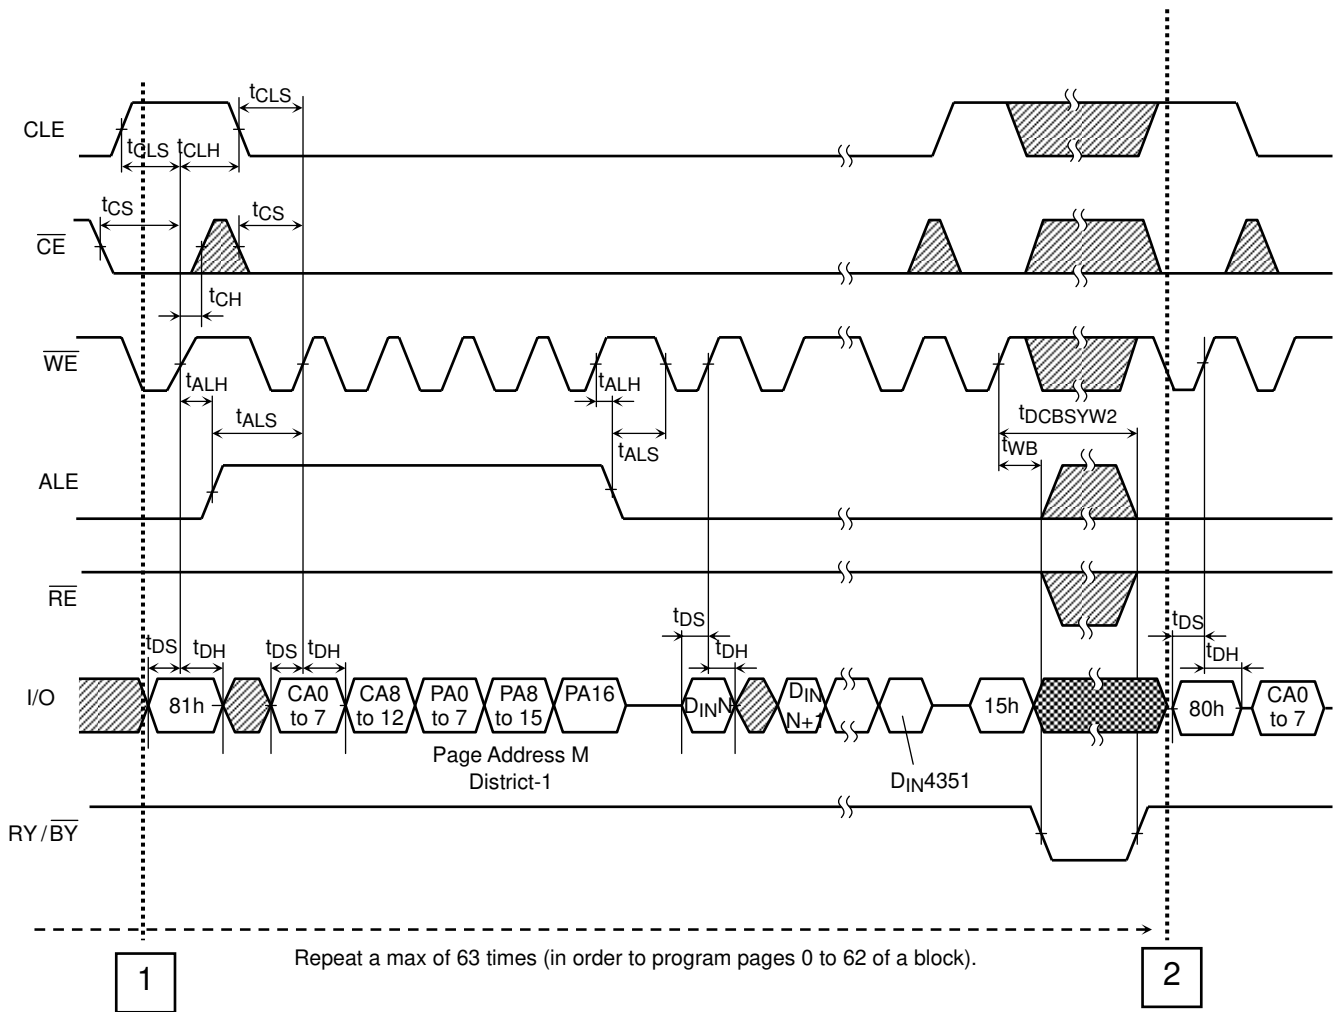 tCLS
CLE
tCLS tCLH
tCS tCS
CE
tCH
WE
tALH tALH
tALS tDCBSYW2
tALS tWB
ALE
RE
tDS tDS
tDS tDH tDS tDH tDH tDH
I/O 81h CA0 to 7 CA8 to 12 PA0 to 7 PA8 to 15 PA16 DINN DIN N+1 15h 80h CA0 to 7
Page Address M
District-1
DIN4351
RY/BY
Repeat a max of 63 times (in order to program pages 0 to 62 of a block).
1 2